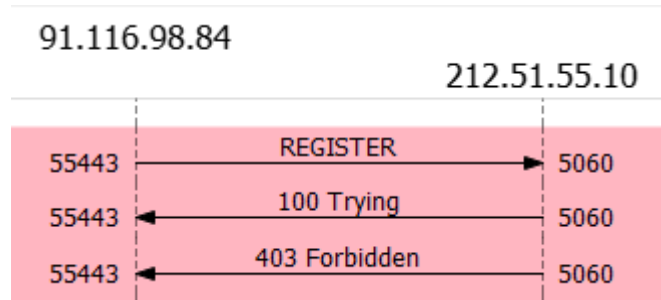 91.116.98.84
212.51.55.10
55443 REGISTER 5060
55443 100 Trying 5060
55443 403 Forbidden 5060